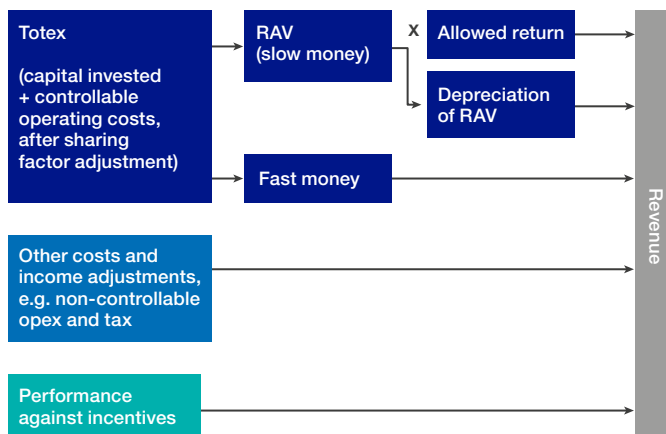 Totex
(capital invested
+ controllable
operating costs,
after sharing
factor adjustment)
RAV
(slow money)
X
Allowed return
Depreciation
of RAV
Fast money
Other costs and
income adjustments,
e.g. non-controllable
opex and tax
Performance
against incentives
Revenue